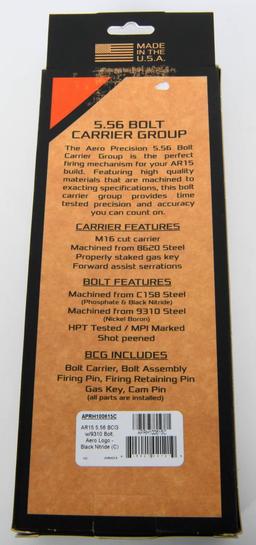 MADE
IN THE
U.S.A.
5.56 BOLT
CARRIER GROUP
The Aero Precision 5.56 Bolt
Carrier Group is the perfect
firing mechanism for your AR15
build. Featuring high quality
materials that are machined to
exacting specifications, this bolt
carrier group provides time
tested precision and accuracy
you can count on.
CARRIER FEATURES
M16 cut carrier
Machined from 8620 Steel
Properly staked gas key
Forward assist serrations
BOLT FEATURES
Machined from C158 Steel
(Phosphate & Black Nitride)
Machined from 9310 Steel
(Nickel Boron)
HPT Tested / MPI Marked
Shot peened
BCG INCLUDES
Bolt Carrier, Bolt Assembly
Firing Pin, Firing Retaining Pin
Gas Key, Cam Pin
(all parts are installed)
APRH100615C
AR15 5.56 BCG
w/9310 Bolt,
Aero Logo -
Black Nitride (C)
APRH100615C